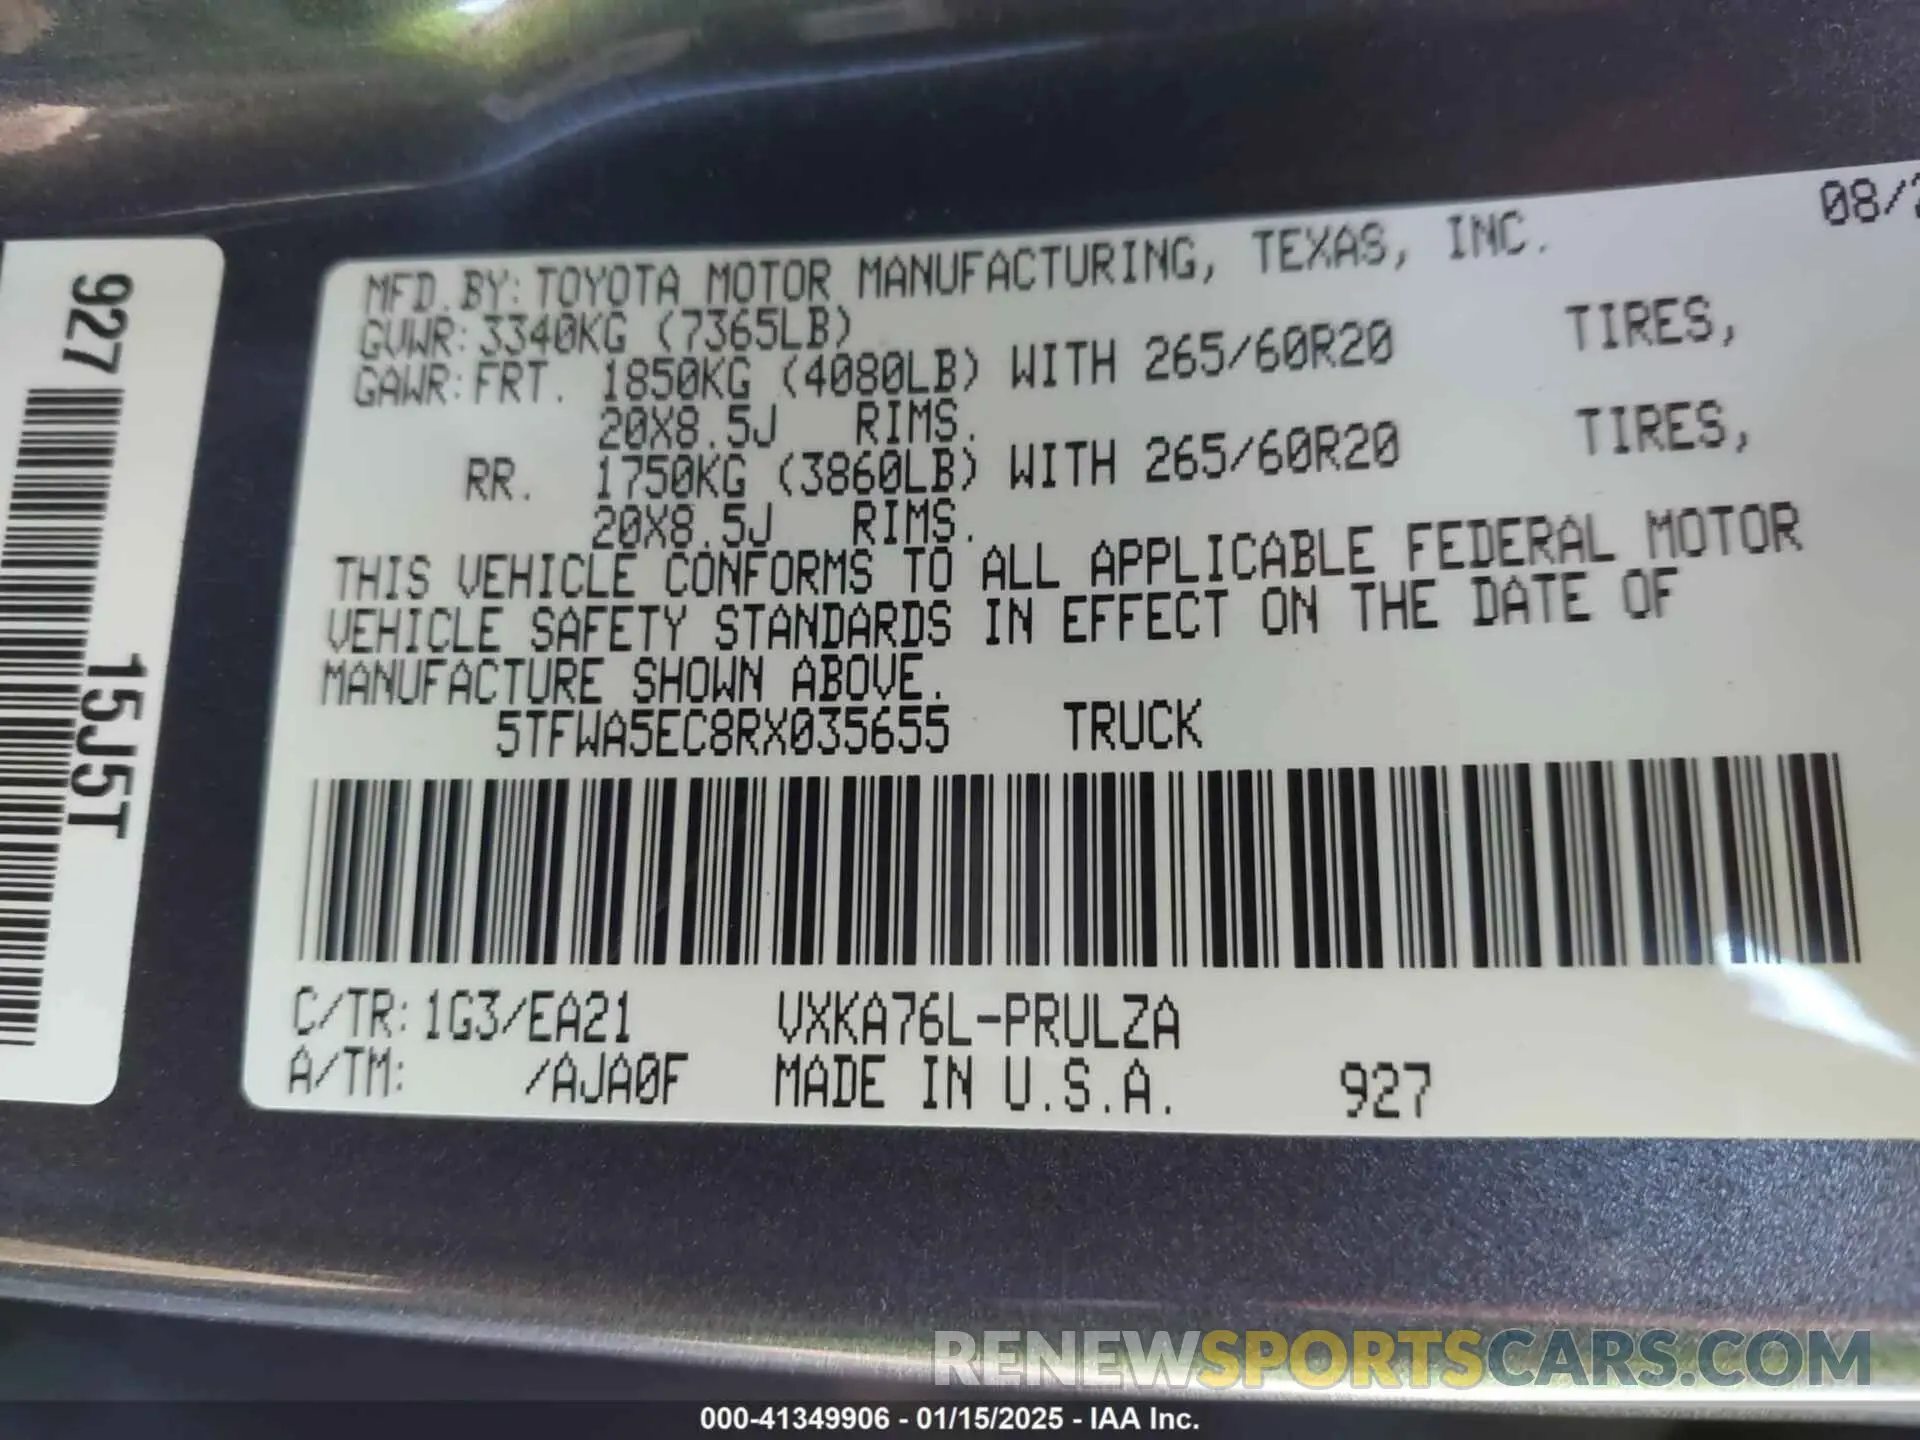 08/2
MFD.BY: TOYOTA MOTOR MANUFACTURING, TEXAS, INC.
GVWR: 3340KG (7365LB)
GAWR: FRT. 1850KG (4080LB) WITH 265/60R20 TIRES,
20X8.5J RIMS.
RR. 1750KG (3860LB) WITH 265/60R20 TIRES,
20X8.5J RIMS.
THIS VEHICLE CONFORMS TO ALL APPLICABLE FEDERAL MOTOR
VEHICLE SAFETY STANDARDS IN EFFECT ON THE DATE OF
MANUFACTURE SHOWN ABOVE.
5TFWA5EC8RX035655 TRUCK
C/TR: 1G3/EA21 VXKA76L-PRULZA
A/TM: /AJA0F MADE IN U.S.A. 927
927
15J5T
RENEWSPORTSCARS.COM
000-41349906 - 01/15/2025 - IAA Inc.